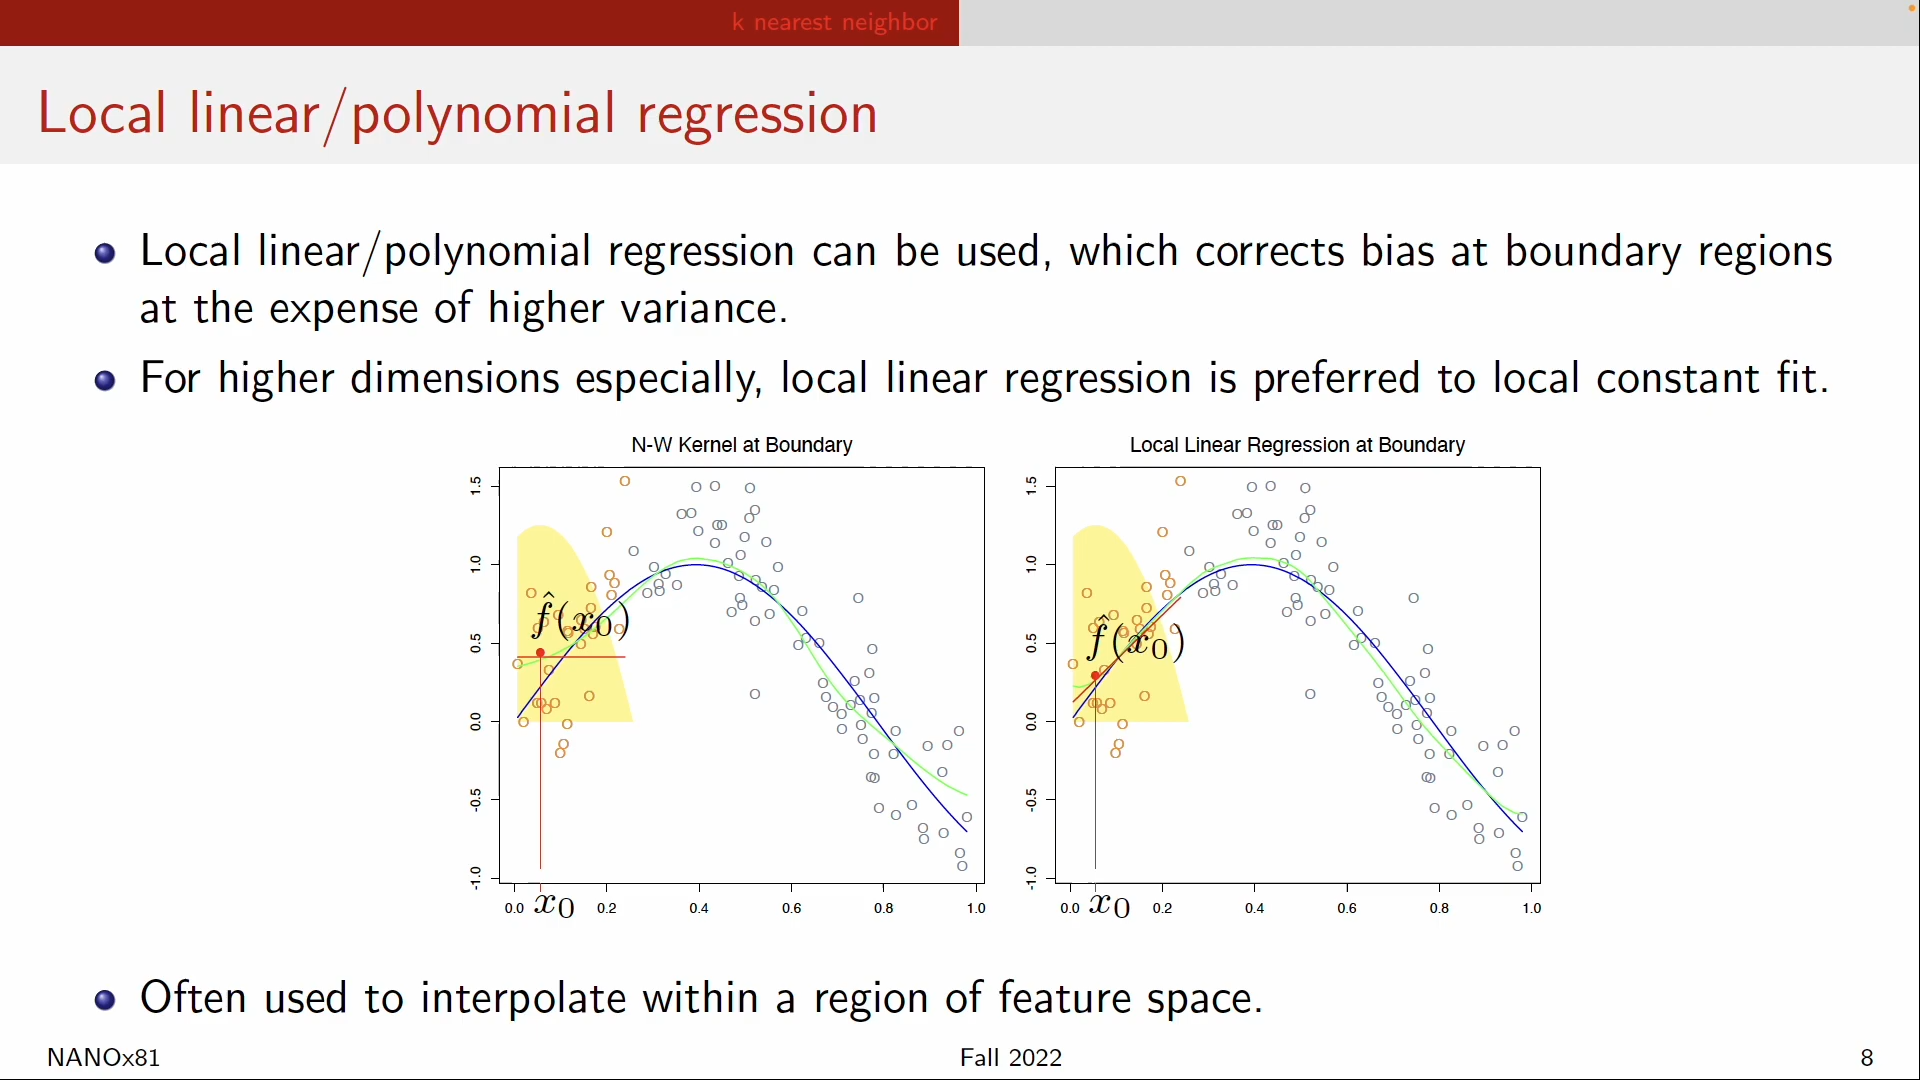 k nearest neighbor
Local linear/polynomial regression
Local linear/polynomial regression can be used, which corrects bias at boundary regions
at the expense of higher variance.
For higher dimensions especially, local linear regression is preferred to local constant fit.
N-W Kernel at Boundary
1.5
1.0
0.5
0.0
-0.5
-1.0
f̂(x₀)
0.0 x₀ 0.2 0.4 0.6 0.8 1.0
Local Linear Regression at Boundary
1.5
1.0
0.5
0.0
-0.5
-1.0
f̂(x₀)
0.0 x₀ 0.2 0.4 0.6 0.8 1.0
Often used to interpolate within a region of feature space.
NANOx81 Fall 2022 8